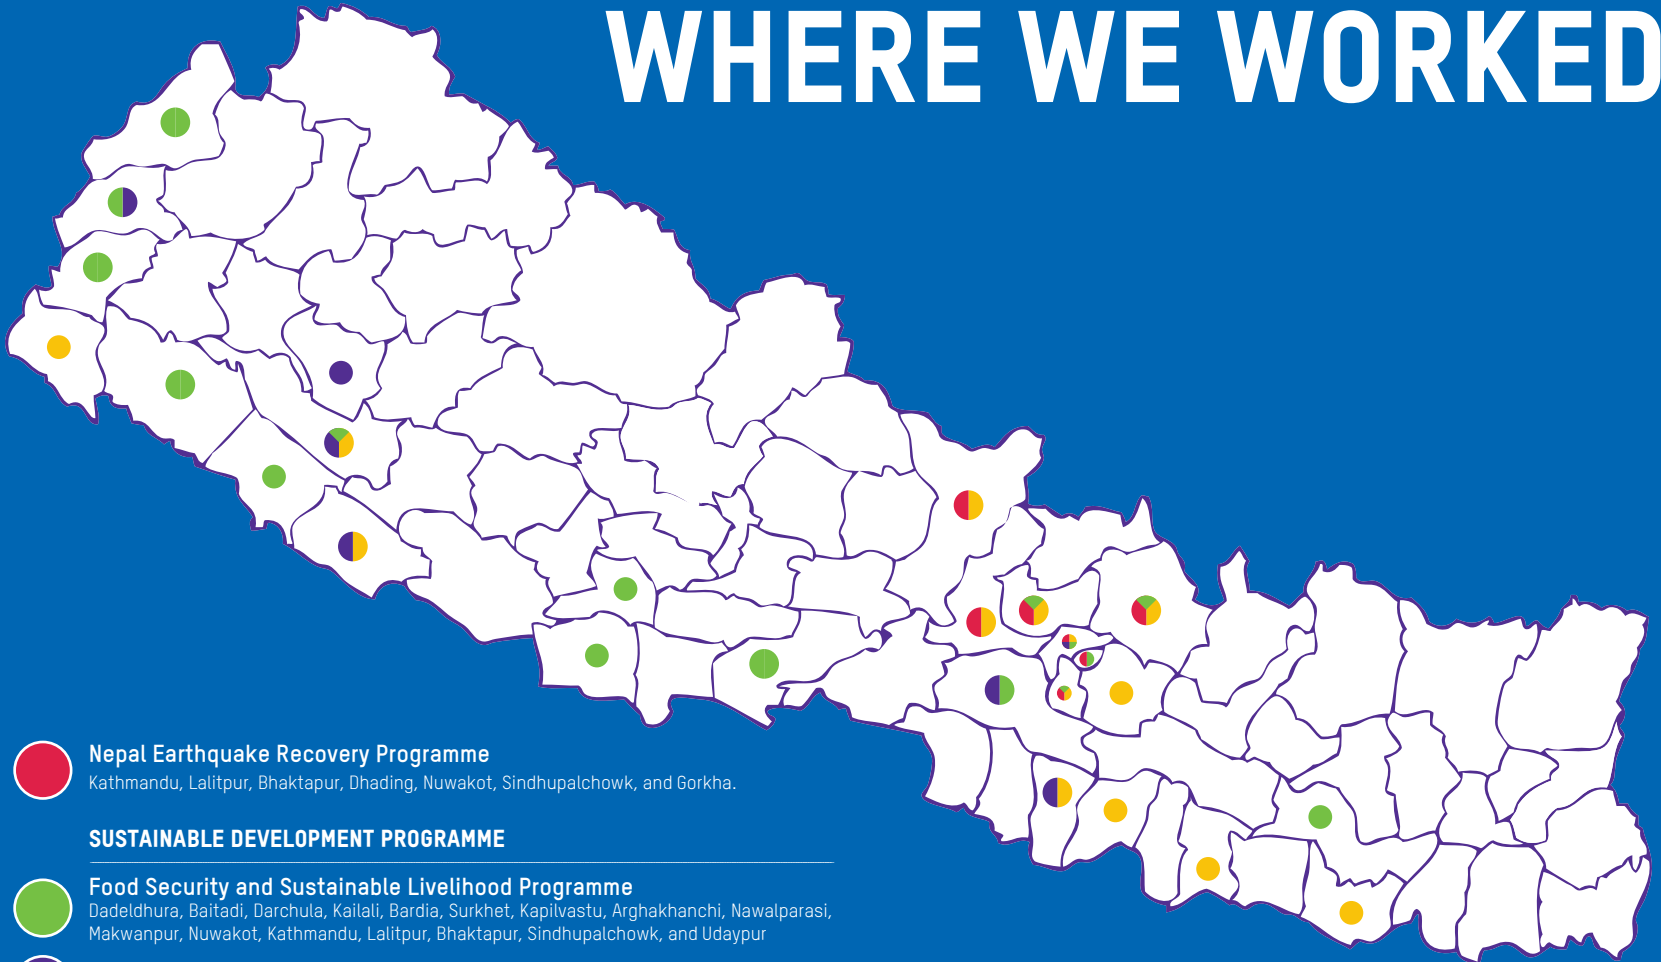 WHERE WE WORKED
Nepal Earthquake Recovery Programme
Kathmandu, Lalitpur, Bhaktapur, Dhading, Nuwakot, Sindhupalchowk, and Gorkha.
SUSTAINABLE DEVELOPMENT PROGRAMME
Food Security and Sustainable Livelihood Programme
Dadeldhura, Baitadi, Darchula, Kailali, Bardia, Surkhet, Kapilvastu, Arghakhanchi, Nawalparasi,
Makwanpur, Nuwakot, Kathmandu, Lalitpur, Bhaktapur, Sindhupalchowk, and Udaypur